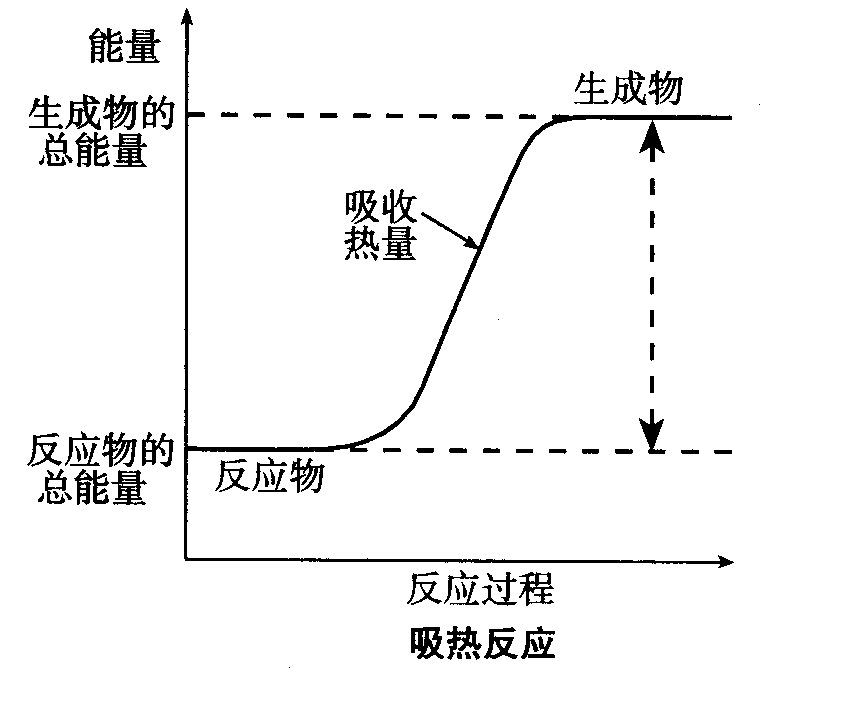 能量
生成物
生成物的
总能量
吸收
热量
反应物的
总能量
反应物
反应过程
吸热反应